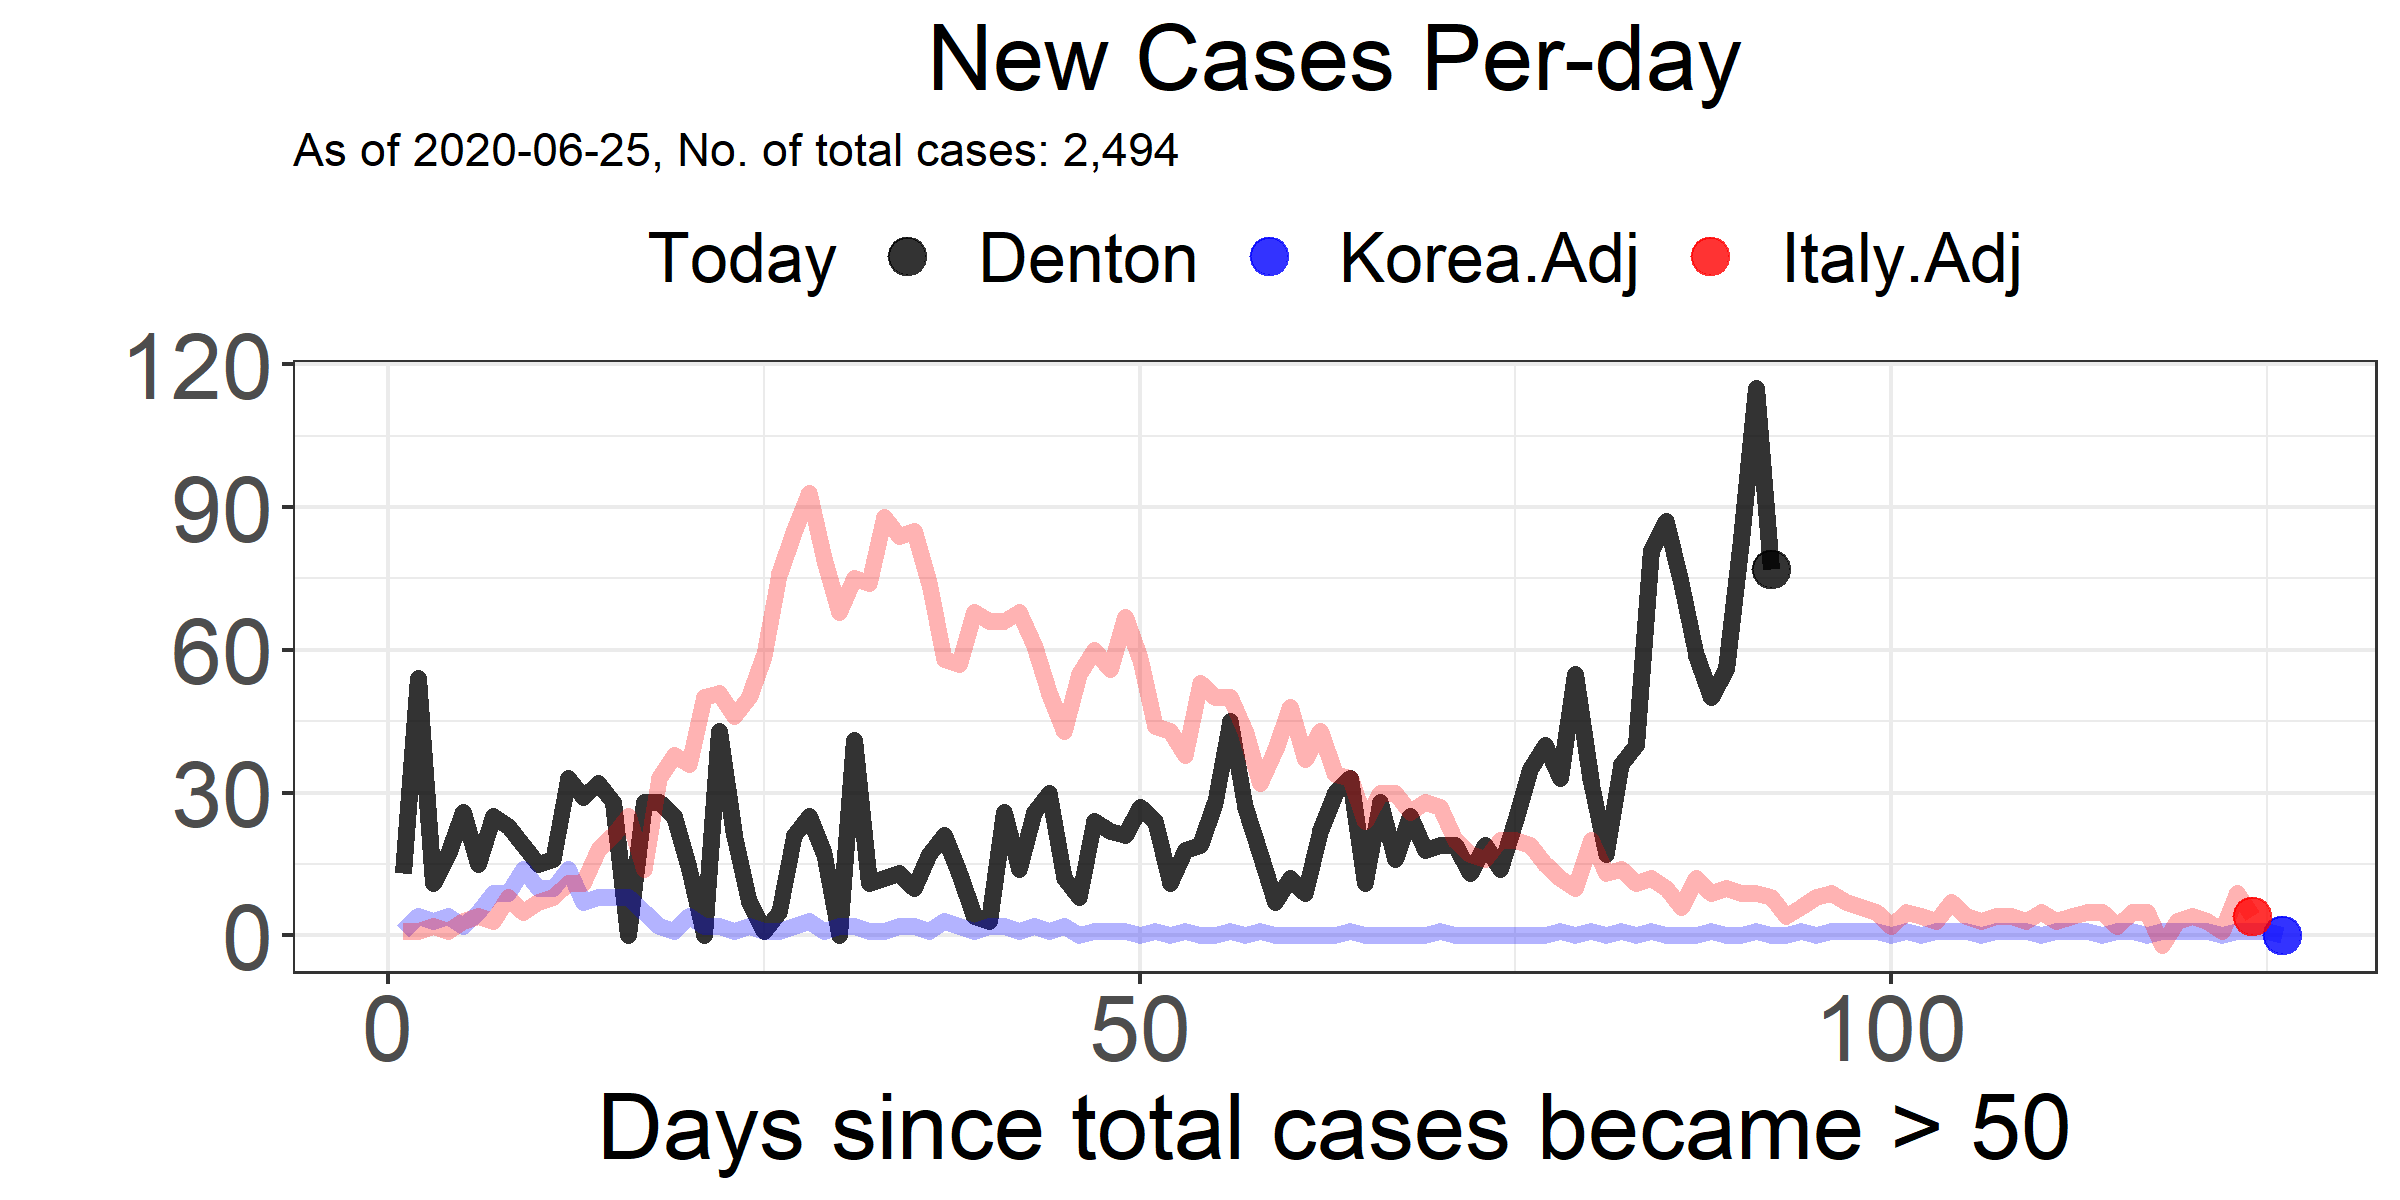 New Cases Per-day
As of 2020-06-25, No. of total cases: 2,494
Today Denton Korea.Adj Italy.Adj
120
90
60
30
0
0 50 100
Days since total cases became > 50